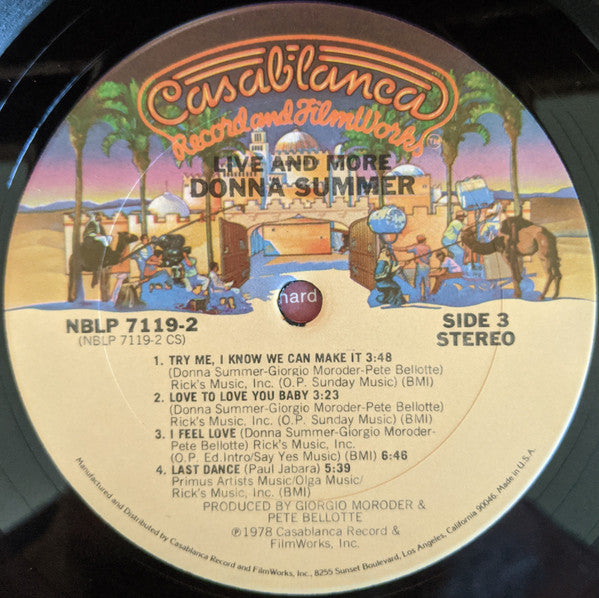 Casablanca
Record and FilmWorks
TM
LIVE AND MORE
DONNA SUMMER
hard
NBLP 7119-2
(NBLP 7119-2 CS)
SIDE 3
STEREO
1. TRY ME, I KNOW WE CAN MAKE IT 3:48
(Donna Summer-Giorgio Moroder-Pete Bellotte)
Rick's Music, Inc. (O.P. Sunday Music) (BMI)
2. LOVE TO LOVE YOU BABY 3:23
(Donna Summer-Giorgio Moroder-Pete Bellotte)
Rick's Music, Inc. (O.P. Sunday Music) (BMI)
3. I FEEL LOVE (Donna Summer-Giorgio Moroder-
Pete Bellotte) Rick's Music, Inc.
(O.P. Ed.Intro/Say Yes Music) (BMI) 6:46
4. LAST DANCE (Paul Jabara) 5:39
Primus Artists Music/Olga Music/
Rick's Music, Inc. (BMI)
PRODUCED BY GIORGIO MORODER &
PETE BELLOTTE
℗1978 Casablanca Record &
FilmWorks, Inc.
Manufactured and Distributed by Casablanca Record and FilmWorks, Inc., 8255 Sunset Boulevard, Los Angeles, California 90046. Made in U.S.A.